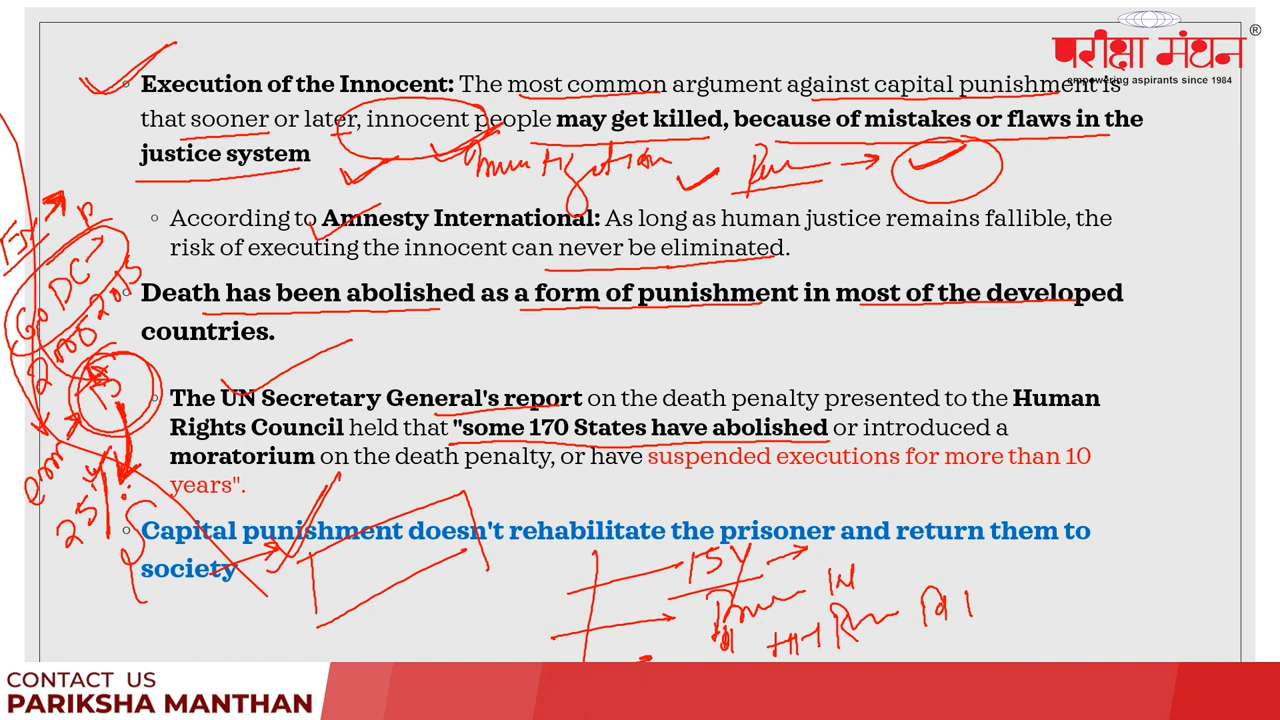 परीक्षा मंथन
®
empowering aspirants since 1984
Execution of the Innocent: The most common argument against capital punishment is
that sooner or later, innocent people may get killed, because of mistakes or flaws in the
justice system
According to Amnesty International: As long as human justice remains fallible, the
risk of executing the innocent can never be eliminated.
Death has been abolished as a form of punishment in most of the developed
countries.
The UN Secretary General's report on the death penalty presented to the Human
Rights Council held that "some 170 States have abolished or introduced a
moratorium on the death penalty, or have suspended executions for more than 10
years".
Capital punishment doesn't rehabilitate the prisoner and return them to
society
60 DC
2015
error
25
15y
CONTACT US
PARIKSHA MANTHAN